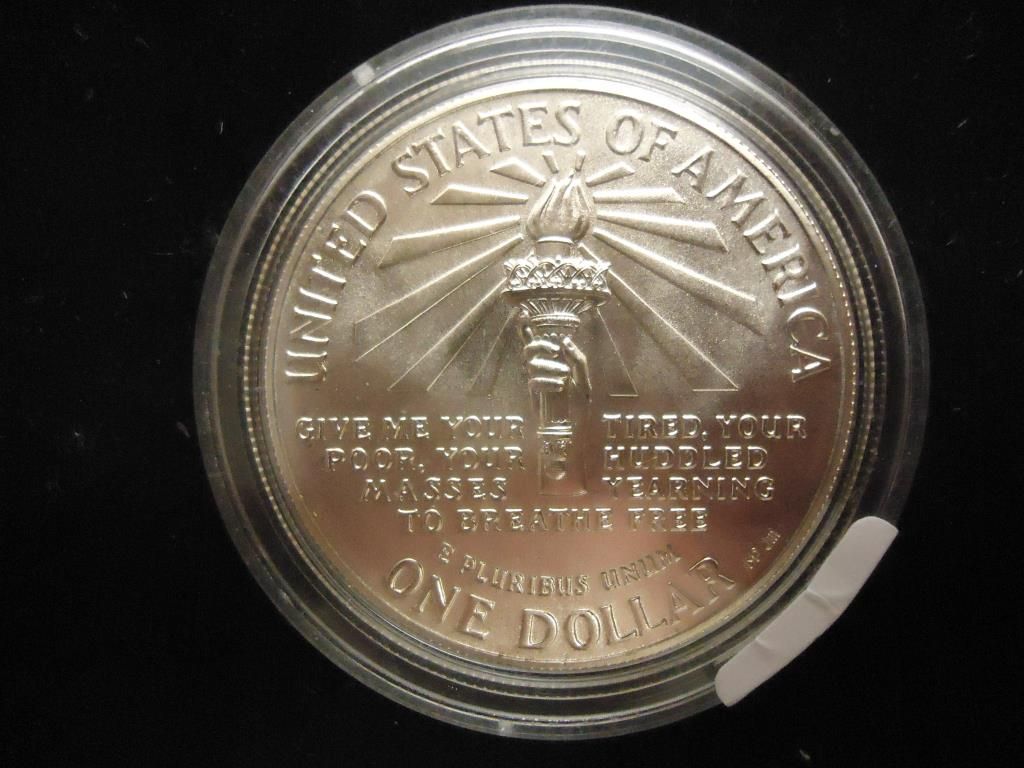 UNITED STATES OF AMERICA
GIVE ME YOUR TIRED, YOUR
POOR, YOUR HUDDLED
MASSES YEARNING
TO BREATHE FREE
E PLURIBUS UNUM
ONE DOLLAR